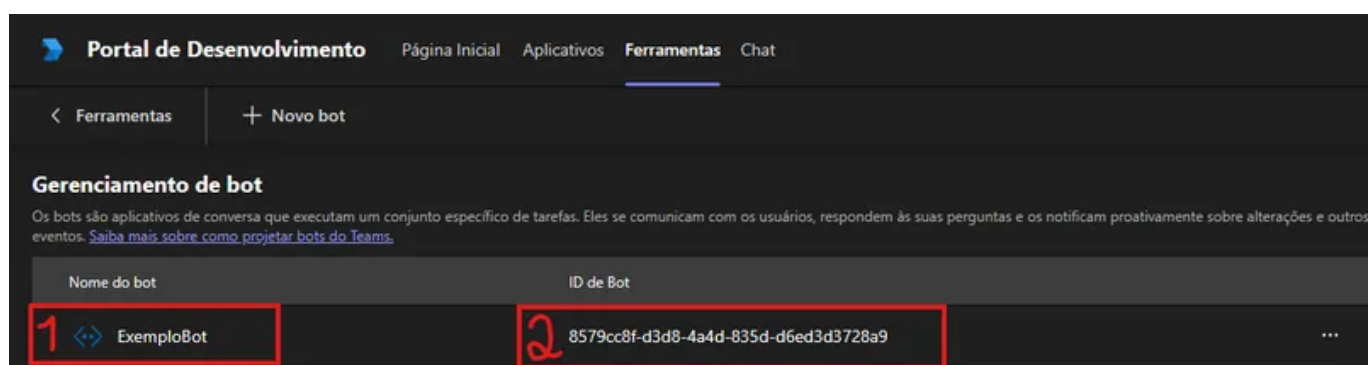 Portal de Desenvolvimento Página Inicial Aplicativos Ferramentas Chat
Ferramentas Novo bot
Gerenciamento de bot
Os bots são aplicativos de conversa que executam um conjunto específico de tarefas. Eles se comunicam com os usuários, respondem às suas perguntas e os notificam proativamente sobre alterações e outros
eventos. Saiba mais sobre como projetar bots do Teams.
Nome do bot ID de Bot
1 ExemploBot 2 8579cc8f-d3d8-4a4d-835d-d6ed3d3728a9 ...